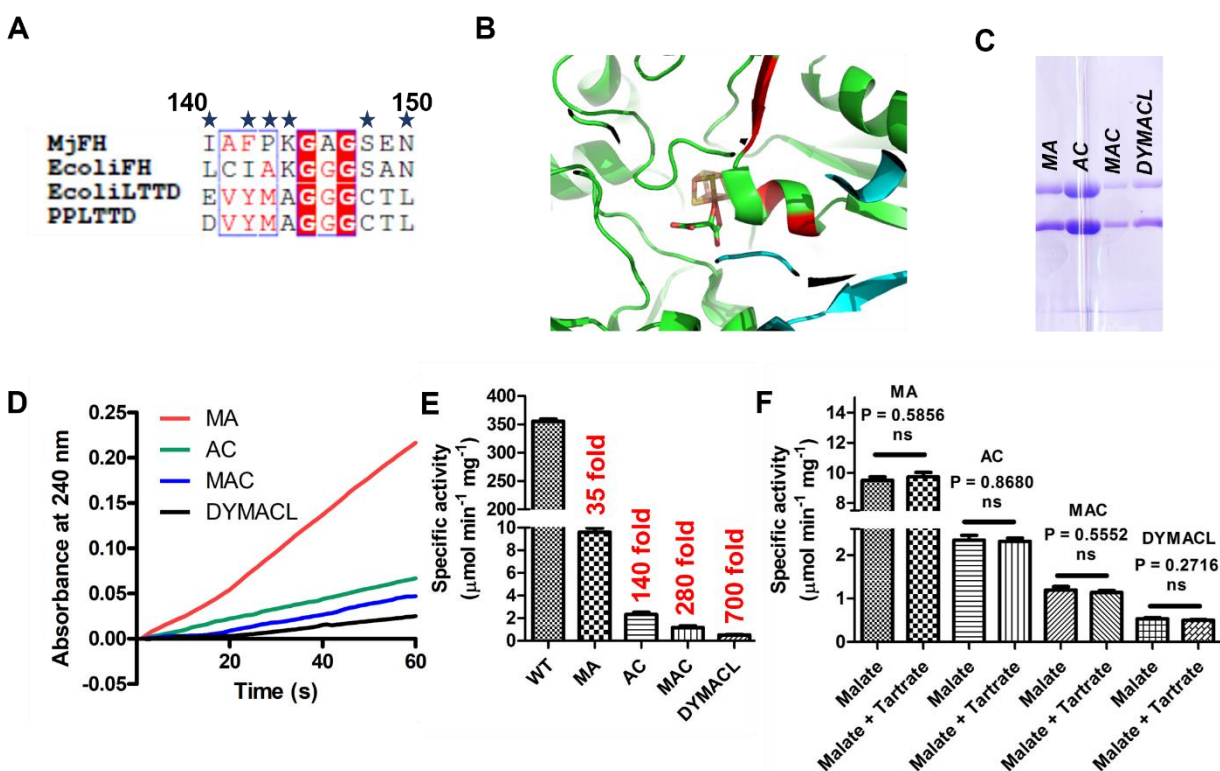 A
140 150
MjFH IAFPKGAGSEN
EcoliFH LCIAKGGGSAN
EcoliLTTD EVYMAGGGCTL
PPLTTD DVYMAGGGCTL
B
C
MA
AC
MAC
DYMACL
D
Absorbance at 240 nm
0.25
0.20
0.15
0.10
0.05
0.00
-0.05
MA
AC
MAC
DYMACL
20 40 60
Time (s)
E
Specific activity
(µmol min-1 mg-1)
400
350
300
250
200
150
100
50
10
8
6
4
2
0
35 fold
140 fold
280 fold
700 fold
WT
MA
AC
MAC
DYMACL
F
Specific activity
(µmol min-1 mg-1)
12
10
8
6
4
2
1
0
MA
P = 0.5856
ns
AC
P = 0.8680
ns
MAC
P = 0.5552
ns
DYMACL
P = 0.2716
ns
Malate
Malate + Tartrate
Malate
Malate + Tartrate
Malate
Malate + Tartrate
Malate
Malate + Tartrate